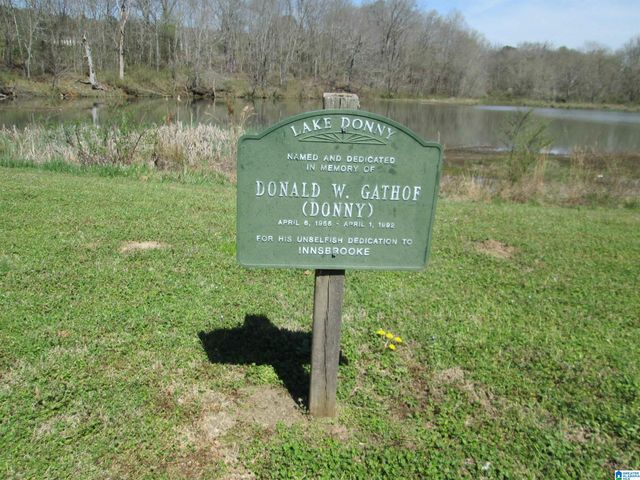 LAKE DONNY
NAMED AND DEDICATED
IN MEMORY OF
DONALD W. GATHOF
(DONNY)
APRIL 6, 1956 - APRIL 1, 1992
FOR HIS UNSELFISH DEDICATION TO
INNSBROOKE